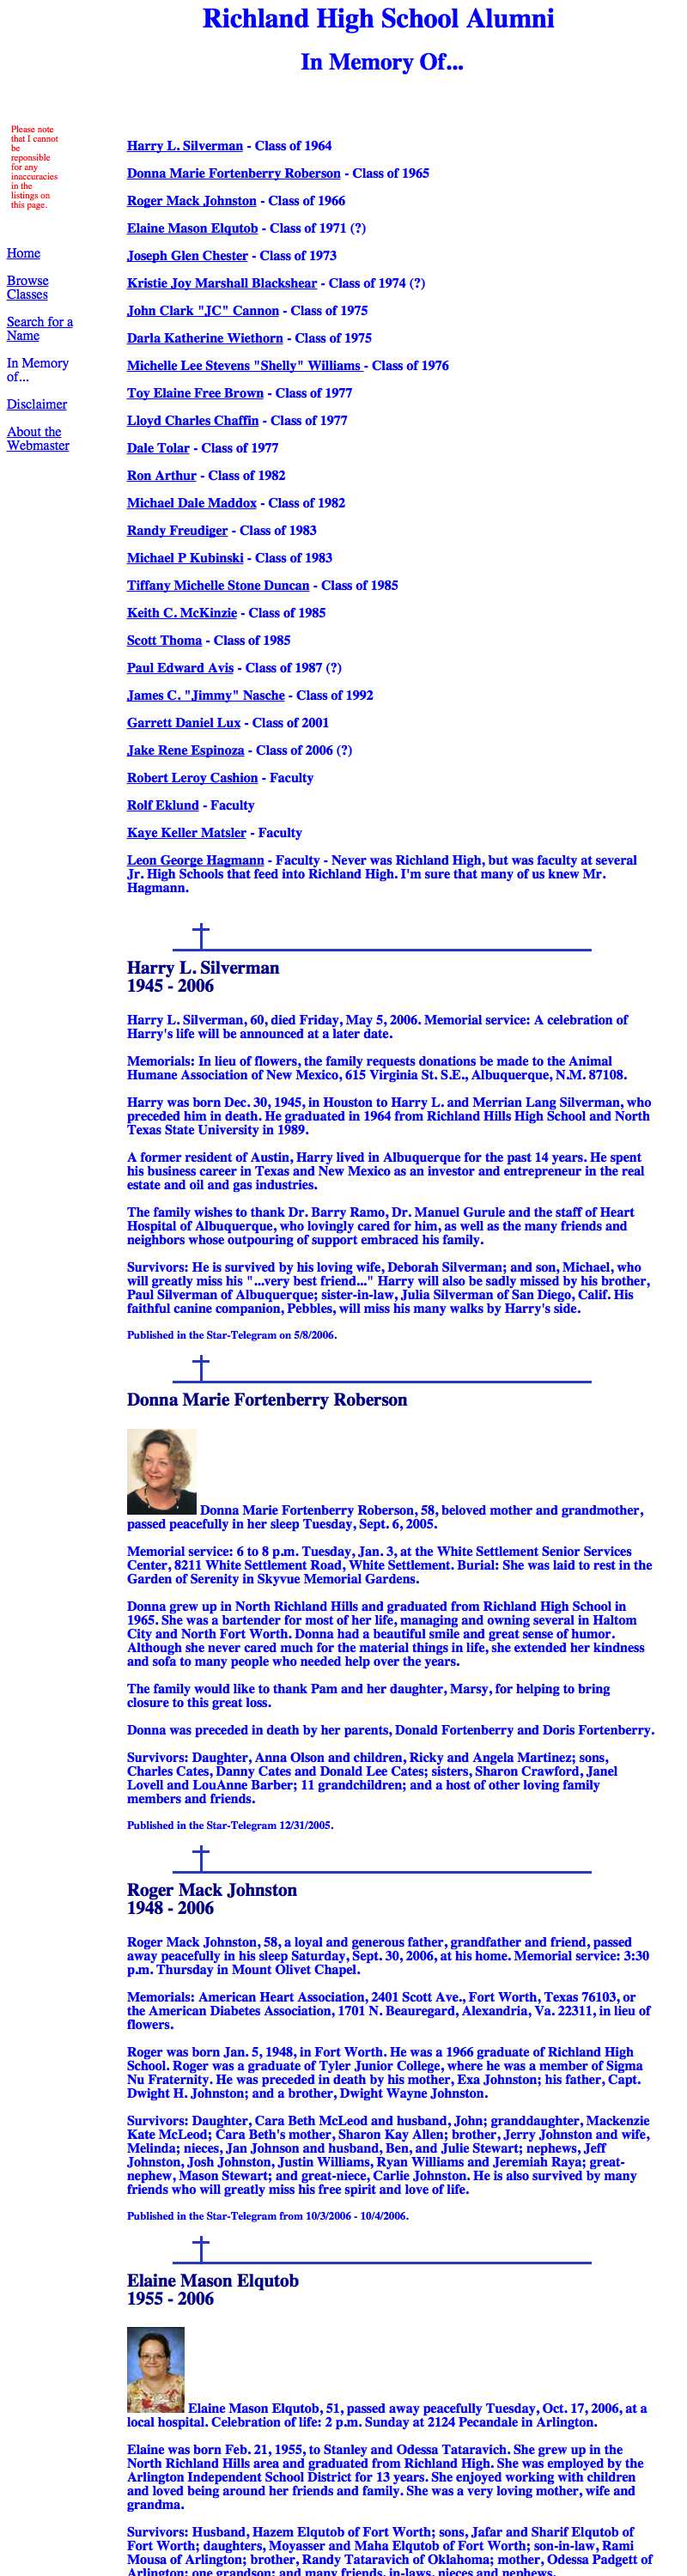 Richland High School Alumni
In Memory Of...
Please note
that I cannot
be
reponsible
for any
inaccuracies
in the
listings on
this page.
Home
Browse
Classes
Search for a
Name
In Memory
of...
Disclaimer
About the
Webmaster
Harry L. Silverman - Class of 1964
Donna Marie Fortenberry Roberson - Class of 1965
Roger Mack Johnston - Class of 1966
Elaine Mason Elqutob - Class of 1971 (?)
Joseph Glen Chester - Class of 1973
Kristie Joy Marshall Blackshear - Class of 1974 (?)
John Clark "JC" Cannon - Class of 1975
Darla Katherine Wiethorn - Class of 1975
Michelle Lee Stevens "Shelly" Williams - Class of 1976
Toy Elaine Free Brown - Class of 1977
Lloyd Charles Chaffin - Class of 1977
Dale Tolar - Class of 1977
Ron Arthur - Class of 1982
Michael Dale Maddox - Class of 1982
Randy Freudiger - Class of 1983
Michael P Kubinski - Class of 1983
Tiffany Michelle Stone Duncan - Class of 1985
Keith C. McKinzie - Class of 1985
Scott Thoma - Class of 1985
Paul Edward Avis - Class of 1987 (?)
James C. "Jimmy" Nasche - Class of 1992
Garrett Daniel Lux - Class of 2001
Jake Rene Espinoza - Class of 2006 (?)
Robert Leroy Cashion - Faculty
Rolf Eklund - Faculty
Kaye Keller Matsler - Faculty
Leon George Hagmann - Faculty - Never was Richland High, but was faculty at several
Jr. High Schools that feed into Richland High. I'm sure that many of us knew Mr.
Hagmann.
Harry L. Silverman
1945 - 2006
Harry L. Silverman, 60, died Friday, May 5, 2006. Memorial service: A celebration of
Harry's life will be announced at a later date.
Memorials: In lieu of flowers, the family requests donations be made to the Animal
Humane Association of New Mexico, 615 Virginia St. S.E., Albuquerque, N.M. 87108.
Harry was born Dec. 30, 1945, in Houston to Harry L. and Merrian Lang Silverman, who
preceded him in death. He graduated in 1964 from Richland Hills High School and North
Texas State University in 1989.
A former resident of Austin, Harry lived in Albuquerque for the past 14 years. He spent
his business career in Texas and New Mexico as an investor and entrepreneur in the real
estate and oil and gas industries.
The family wishes to thank Dr. Barry Ramo, Dr. Manuel Gurule and the staff of Heart
Hospital of Albuquerque, who lovingly cared for him, as well as the many friends and
neighbors whose outpouring of support embraced his family.
Survivors: He is survived by his loving wife, Deborah Silverman; and son, Michael, who
will greatly miss his "...very best friend..." Harry will also be sadly missed by his brother,
Paul Silverman of Albuquerque; sister-in-law, Julia Silverman of San Diego, Calif. His
faithful canine companion, Pebbles, will miss his many walks by Harry's side.
Published in the Star-Telegram on 5/8/2006.
Donna Marie Fortenberry Roberson
Donna Marie Fortenberry Roberson, 58, beloved mother and grandmother,
passed peacefully in her sleep Tuesday, Sept. 6, 2005.
Memorial service: 6 to 8 p.m. Tuesday, Jan. 3, at the White Settlement Senior Services
Center, 8211 White Settlement Road, White Settlement. Burial: She was laid to rest in the
Garden of Serenity in Skyvue Memorial Gardens.
Donna grew up in North Richland Hills and graduated from Richland High School in
1965. She was a bartender for most of her life, managing and owning several in Haltom
City and North Fort Worth. Donna had a beautiful smile and great sense of humor.
Although she never cared much for the material things in life, she extended her kindness
and sofa to many people who needed help over the years.
The family would like to thank Pam and her daughter, Marsy, for helping to bring
closure to this great loss.
Donna was preceded in death by her parents, Donald Fortenberry and Doris Fortenberry.
Survivors: Daughter, Anna Olson and children, Ricky and Angela Martinez; sons,
Charles Cates, Danny Cates and Donald Lee Cates; sisters, Sharon Crawford, Janel
Lovell and LouAnne Barber; 11 grandchildren; and a host of other loving family
members and friends.
Published in the Star-Telegram 12/31/2005.
Roger Mack Johnston
1948 - 2006
Roger Mack Johnston, 58, a loyal and generous father, grandfather and friend, passed
away peacefully in his sleep Saturday, Sept. 30, 2006, at his home. Memorial service: 3:30
p.m. Thursday in Mount Olivet Chapel.
Memorials: American Heart Association, 2401 Scott Ave., Fort Worth, Texas 76103, or
the American Diabetes Association, 1701 N. Beauregard, Alexandria, Va. 22311, in lieu of
flowers.
Roger was born Jan. 5, 1948, in Fort Worth. He was a 1966 graduate of Richland High
School. Roger was a graduate of Tyler Junior College, where he was a member of Sigma
Nu Fraternity. He was preceded in death by his mother, Exa Johnston; his father, Capt.
Dwight H. Johnston; and a brother, Dwight Wayne Johnston.
Survivors: Daughter, Cara Beth McLeod and husband, John; granddaughter, Mackenzie
Kate McLeod; Cara Beth's mother, Sharon Kay Allen; brother, Jerry Johnston and wife,
Melinda; nieces, Jan Johnson and husband, Ben, and Julie Stewart; nephews, Jeff
Johnston, Josh Johnston, Justin Williams, Ryan Williams and Jeremiah Raya; great-
nephew, Mason Stewart; and great-niece, Carlie Johnston. He is also survived by many
friends who will greatly miss his free spirit and love of life.
Published in the Star-Telegram from 10/3/2006 - 10/4/2006.
Elaine Mason Elqutob
1955 - 2006
Elaine Mason Elqutob, 51, passed away peacefully Tuesday, Oct. 17, 2006, at a
local hospital. Celebration of life: 2 p.m. Sunday at 2124 Pecandale in Arlington.
Elaine was born Feb. 21, 1955, to Stanley and Odessa Tataravich. She grew up in the
North Richland Hills area and graduated from Richland High. She was employed by the
Arlington Independent School District for 13 years. She enjoyed working with children
and loved being around her friends and family. She was a very loving mother, wife and
grandma.
Survivors: Husband, Hazem Elqutob of Fort Worth; sons, Jafar and Sharif Elqutob of
Fort Worth; daughters, Moyasser and Maha Elqutob of Fort Worth; son-in-law, Rami
Mousa of Arlington; brother, Randy Tataravich of Oklahoma; mother, Odessa Padgett of
Arlington; one grandson; and many friends, in-laws, nieces and nephews.